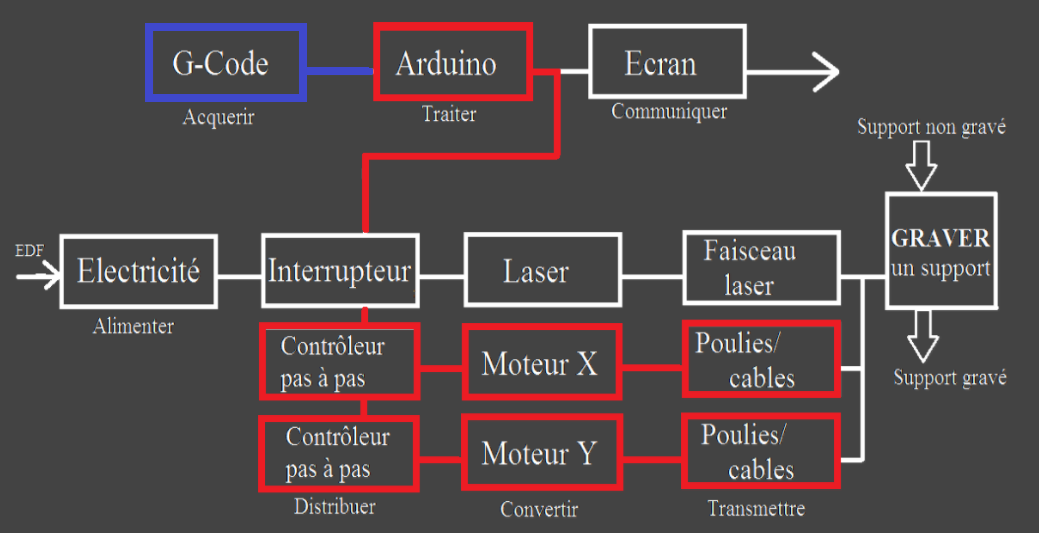 G-Code
Arduino
Ecran
Acquerir
Traiter
Communiquer
Support non gravé
EDF
Electricité
Interrupteur
Laser
Faisceau
laser
GRAVER
un support
Alimenter
Contrôleur
pas à pas
Moteur X
Poulies/
cables
Support gravé
Contrôleur
pas à pas
Moteur Y
Poulies/
cables
Distribuer
Convertir
Transmettre